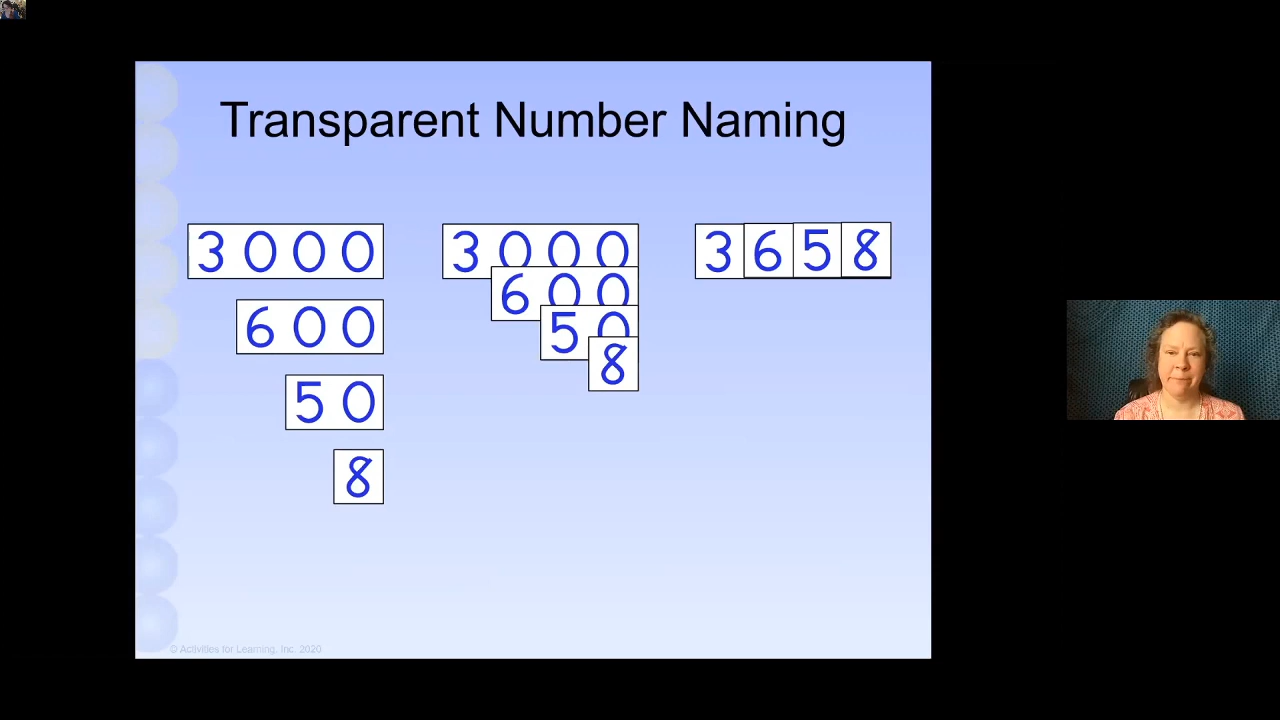 Transparent Number Naming
3 0 0 0
6 0 0
5 0
8
3 0 0 0
6 0 0
5 0
8
3 6 5 8
© Activities for Learning, Inc. 2020